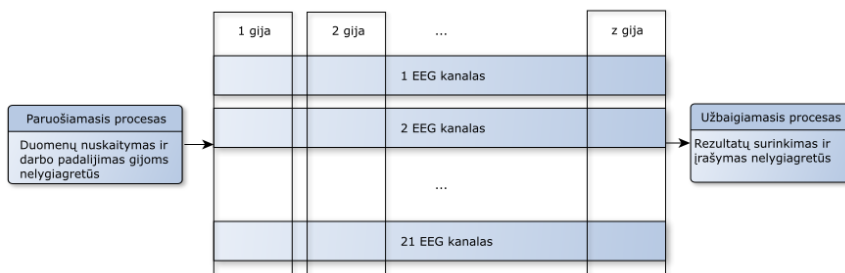 1 gija
2 gija
...
z gija
1 EEG kanalas
2 EEG kanalas
...
21 EEG kanalas
Paruošiamasis procesas
Duomenų nuskaitymas ir
darbo padalijimas gijoms
nelygiagretūs
Užbaigiamasis procesas
Rezultatų surinkimas ir
įrašymas nelygiagretūs